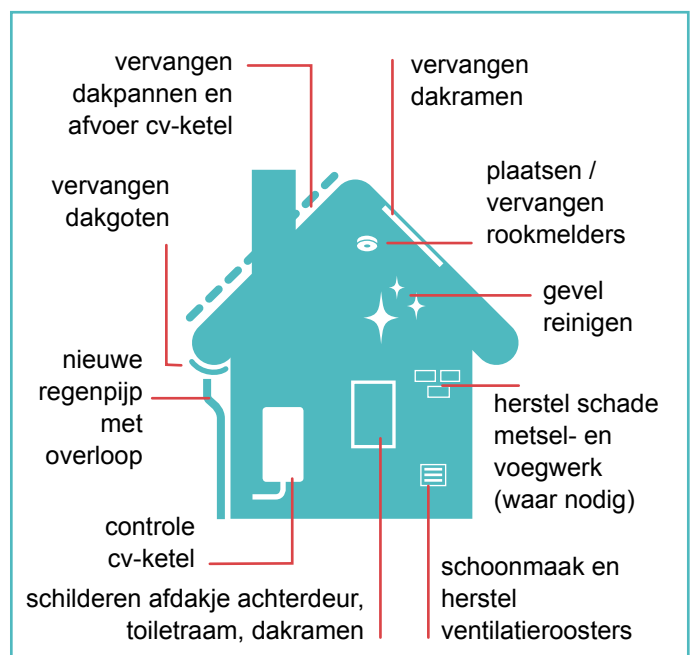 vervangen
dakpannen en
afvoer cv-ketel
vervangen
dakramen
vervangen
dakgoten
plaatsen /
vervangen
rookmelders
gevel
reinigen
nieuwe
regenpijp
met
overloop
herstel schade
metsel- en
voegwerk
(waar nodig)
controle
cv-ketel
schilderen afdakje achterdeur,
toiletraam, dakramen
schoonmaak en
herstel
ventilatieroosters